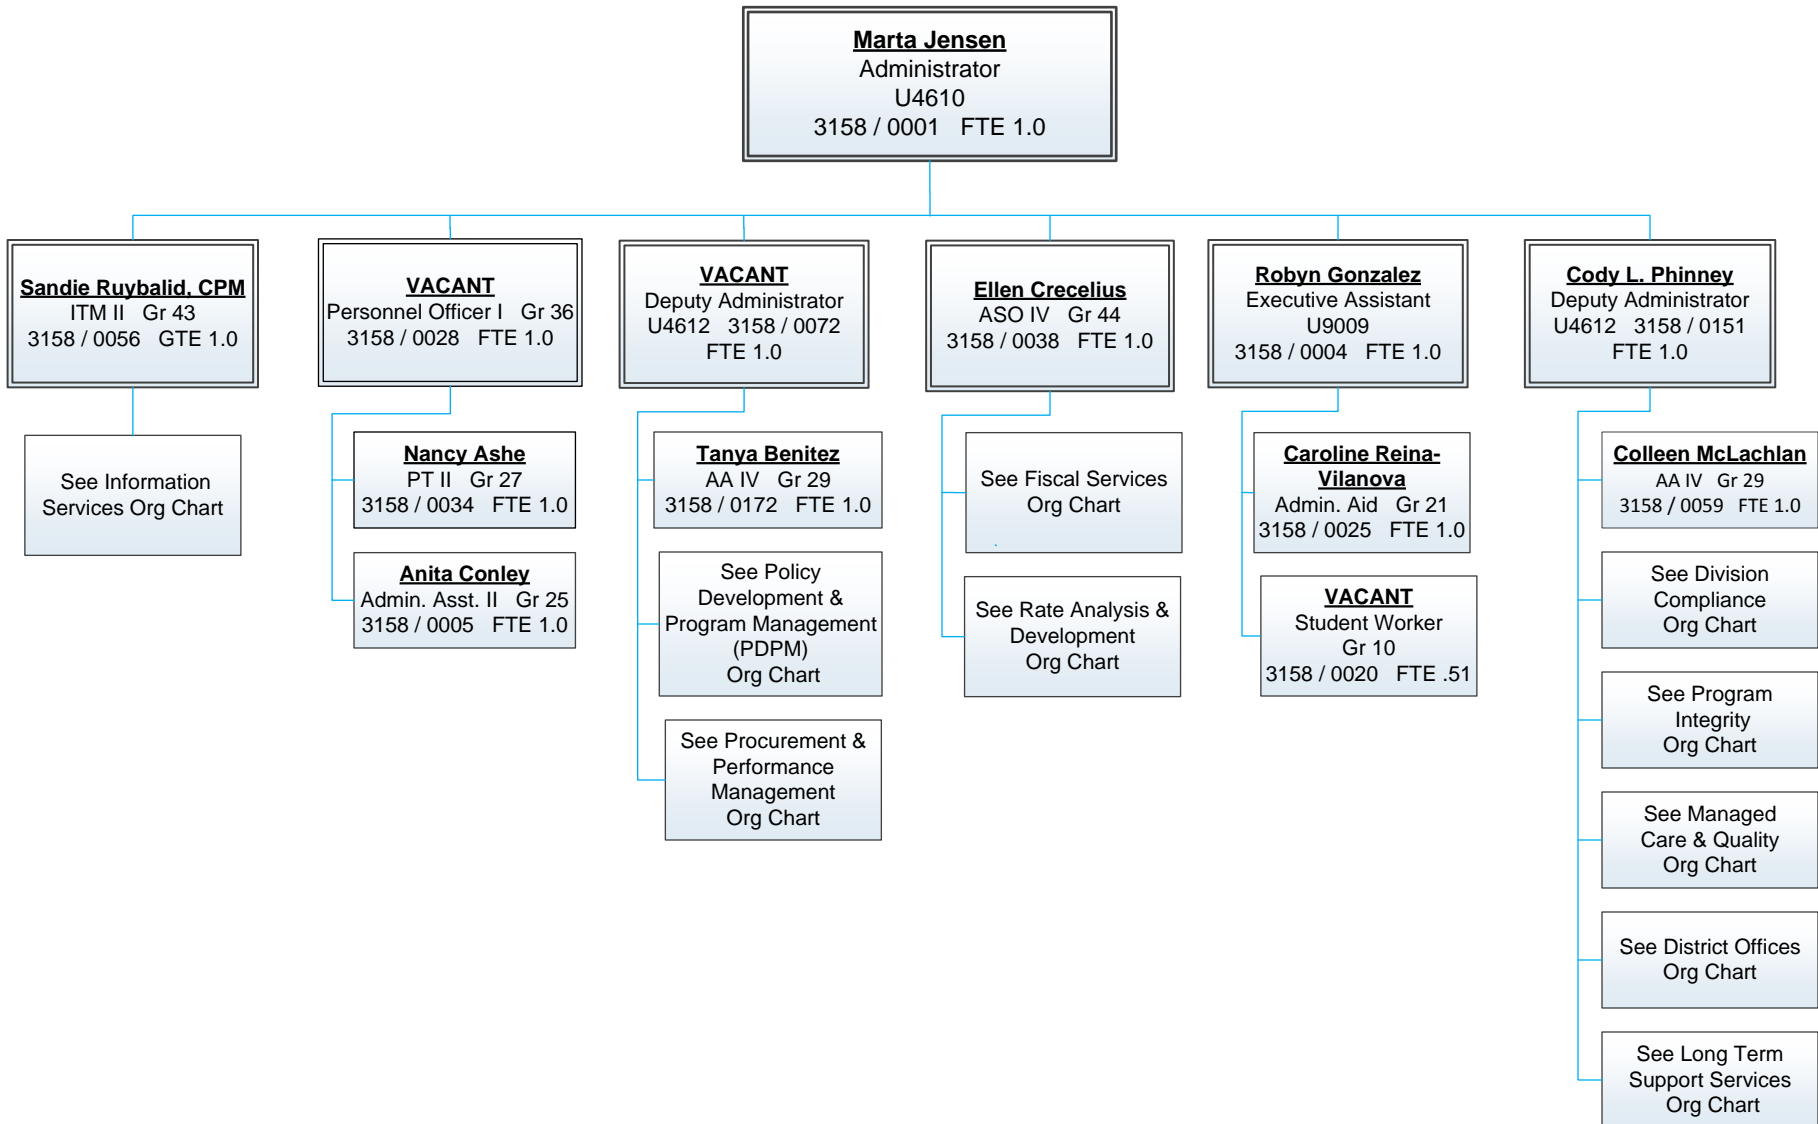 Marta Jensen
Administrator
U4610
3158 / 0001 FTE 1.0
Sandie Ruybalid, CPM
ITM II Gr 43
3158 / 0056 GTE 1.0
VACANT
Personnel Officer I Gr 36
3158 / 0028 FTE 1.0
VACANT
Deputy Administrator
U4612 3158 / 0072
FTE 1.0
Ellen Crecelius
ASO IV Gr 44
3158 / 0038 FTE 1.0
Robyn Gonzalez
Executive Assistant
U9009
3158 / 0004 FTE 1.0
Cody L. Phinney
Deputy Administrator
U4612 3158 / 0151
FTE 1.0
See Information
Services Org Chart
Nancy Ashe
PT II Gr 27
3158 / 0034 FTE 1.0
Anita Conley
Admin. Asst. II Gr 25
3158 / 0005 FTE 1.0
Tanya Benitez
AA IV Gr 29
3158 / 0172 FTE 1.0
See Policy
Development &
Program Management
(PDPM)
Org Chart
See Procurement &
Performance
Management
Org Chart
See Fiscal Services
Org Chart
See Rate Analysis &
Development
Org Chart
Caroline Reina-
Vilanova
Admin. Aid Gr 21
3158 / 0025 FTE 1.0
VACANT
Student Worker
Gr 10
3158 / 0020 FTE .51
Colleen McLachlan
AA IV Gr 29
3158 / 0059 FTE 1.0
See Division
Compliance
Org Chart
See Program
Integrity
Org Chart
See Managed
Care & Quality
Org Chart
See District Offices
Org Chart
See Long Term
Support Services
Org Chart